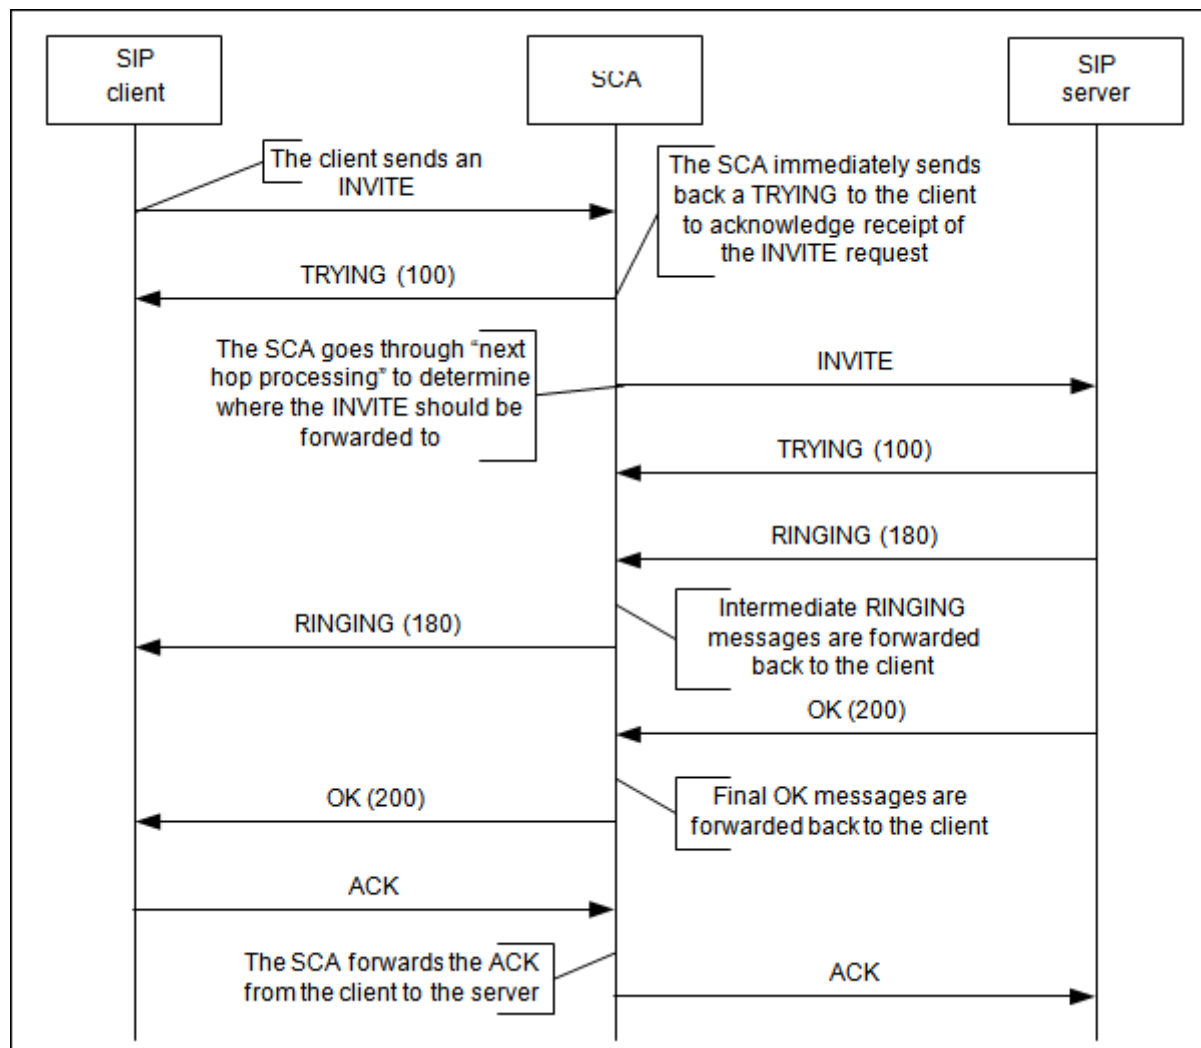 SIP
client
SCA
SIP
server
The client sends an
INVITE
The SCA immediately sends
back a TRYING to the client
to acknowledge receipt of
the INVITE request
TRYING (100)
The SCA goes through “next
hop processing” to determine
where the INVITE should be
forwarded to
INVITE
TRYING (100)
RINGING (180)
Intermediate RINGING
messages are forwarded
back to the client
RINGING (180)
OK (200)
Final OK messages are
forwarded back to the client
OK (200)
ACK
The SCA forwards the ACK
from the client to the server
ACK